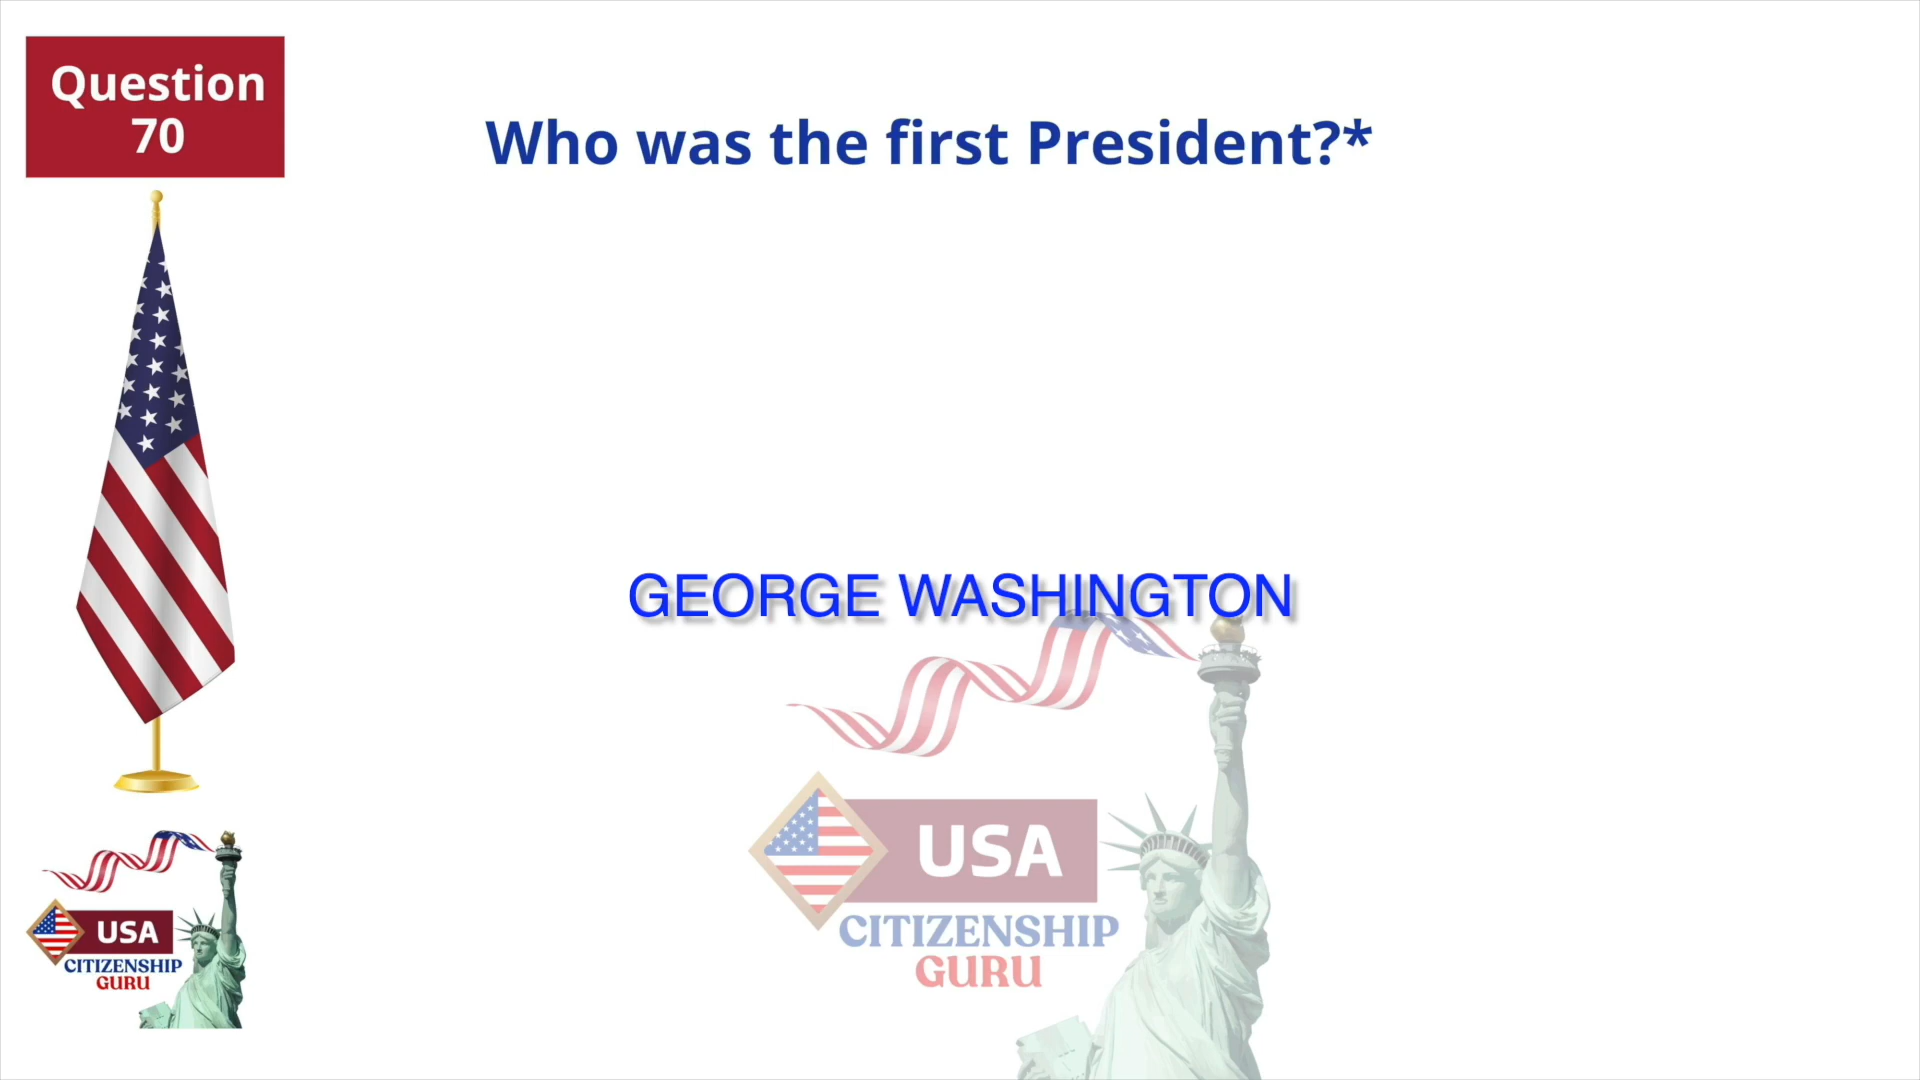 Question
70
Who was the first President?*
GEORGE WASHINGTON
USA
CITIZENSHIP
GURU
USA
CITIZENSHIP
GURU